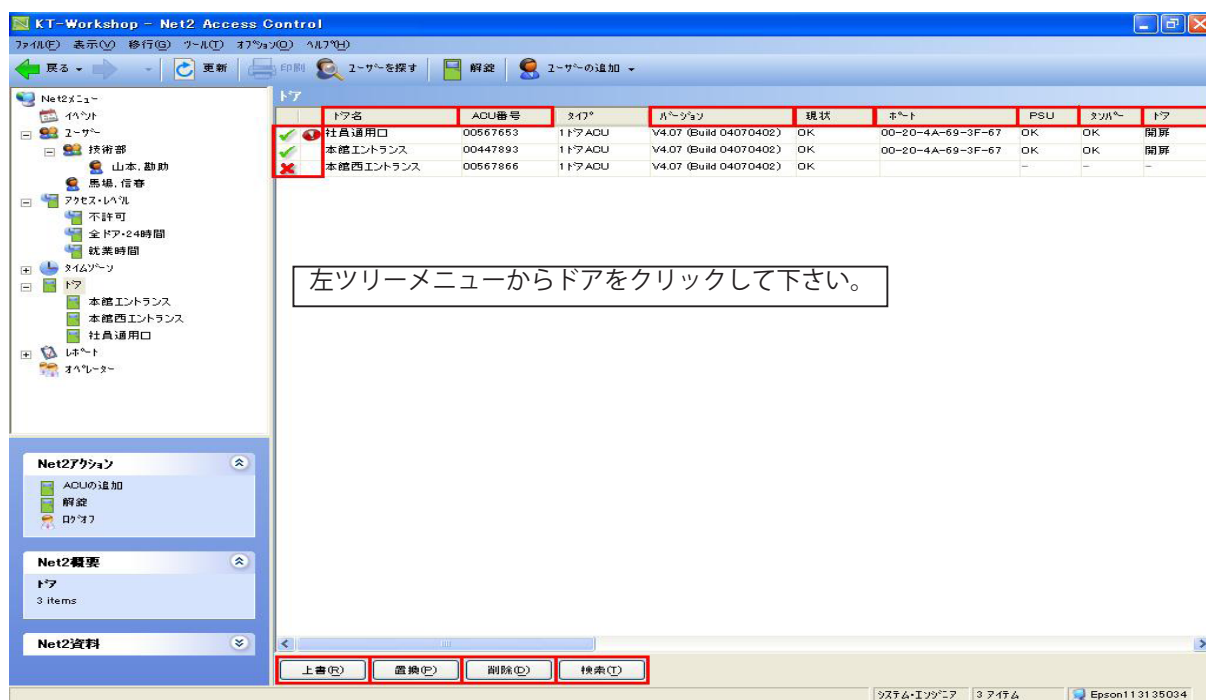 KT-Workshop - Net2 Access Control
ﾌｧｲﾙ(F) 表示(V) 移行(G) ﾂｰﾙ(T) ｵﾌﾟｼｮﾝ(O) ﾍﾙﾌﾟ(H)
戻る 更新 印刷 ﾕｰｻﾞｰを探す 解錠 ﾕｰｻﾞｰの追加
Net2ﾒﾆｭｰ
ｲﾍﾞﾝﾄ
ﾕｰｻﾞｰ
技術部
山本, 勘助
馬場, 信春
ｱｸｾｽ・ﾚﾍﾞﾙ
不許可
全ドア・24時間
就業時間
ﾀｲﾑｿﾞｰﾝ
ﾄﾞｱ
本館エントランス
本館西エントランス
社員通用口
ﾚﾎﾟｰﾄ
ｵﾍﾟﾚｰﾀｰ
ﾄﾞｱ
ﾄﾞｱ名 ACU番号 ﾀｲﾌﾟ ﾊﾞｰｼﾞｮﾝ 現状 ﾎﾟｰﾄ PSU ﾀﾝﾊﾟｰ ﾄﾞｱ
社員通用口 00567653 1ﾄﾞｱACU V4.07 (Build 04070402) OK 00-20-4A-69-3F-67 OK OK 閉扉
本館エントランス 00447893 1ﾄﾞｱACU V4.07 (Build 04070402) OK 00-20-4A-69-3F-67 OK OK 閉扉
本館西エントランス 00567866 1ﾄﾞｱACU V4.07 (Build 04070402) OK - - -
左ツリーメニューからドアをクリックして下さい。
Net2ｱｸｼｮﾝ
ACUの追加
解錠
ﾛｸﾞｵﾌ
Net2概要
ﾄﾞｱ
3 items
Net2資料
上書(R) 置換(P) 削除(D) 検索(T)
ｼｽﾃﾑ・ｴﾝｼﾞﾆｱ 3 ｱｲﾃﾑ Epson113135034